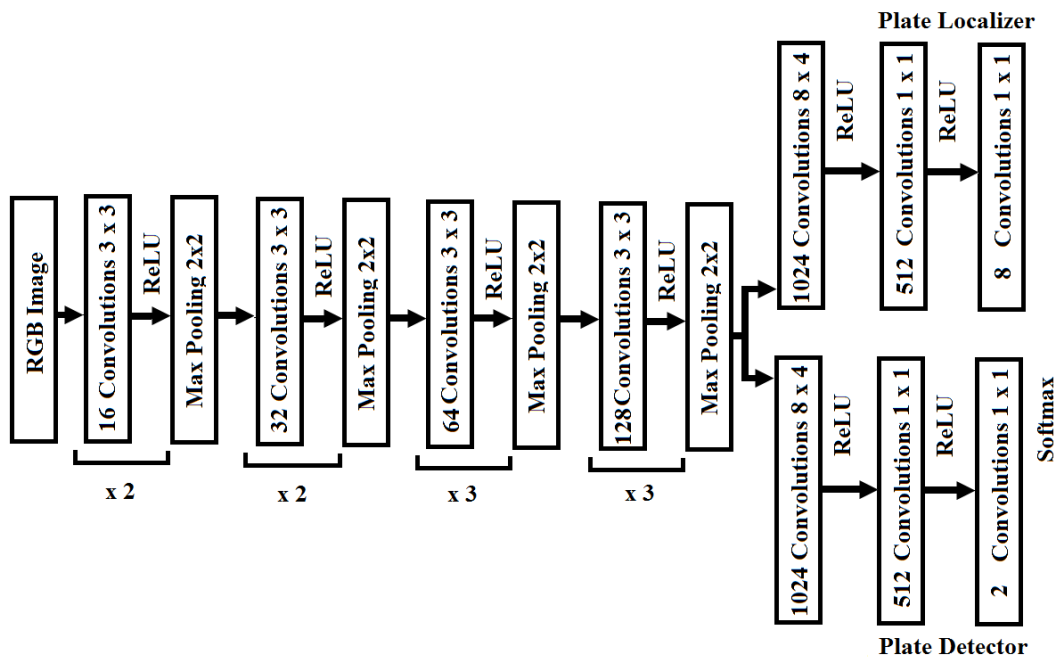 Plate Localizer
RGB Image
16 Convolutions 3 x 3
ReLU
Max Pooling 2x2
x 2
32 Convolutions 3 x 3
ReLU
Max Pooling 2x2
x 2
64 Convolutions 3 x 3
ReLU
Max Pooling 2x2
x 3
128Convolutions 3 x 3
ReLU
Max Pooling 2x2
x 3
1024 Convolutions 8 x 4
ReLU
512 Convolutions 1 x 1
ReLU
8 Convolutions 1 x 1
1024 Convolutions 8 x 4
ReLU
512 Convolutions 1 x 1
ReLU
2 Convolutions 1 x 1
Softmax
Plate Detector